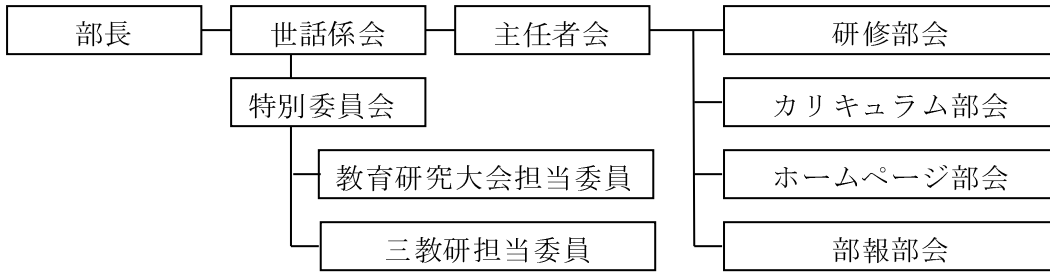 部長
世話係会
主任者会
研修部会
特別委員会
カリキュラム部会
教育研究大会担当委員
ホームページ部会
三教研担当委員
部報部会